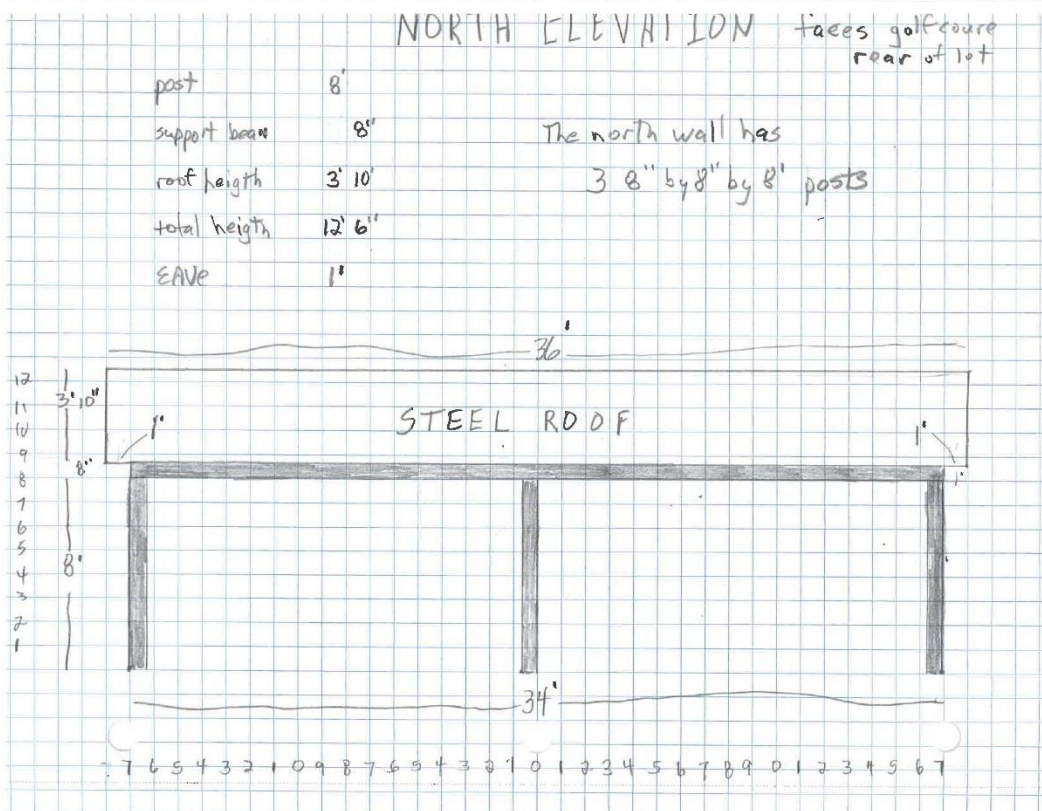 NORTH ELEVATION faces golfcoure
rear of lot
post 8'
support beam 8"
The north wall has
roof heigth 3' 10'
3 8" by 8" by 8' posts
total heigth 12' 6"
EAVE 1'
36'
12
3' 10"
11
10
9
8
7
6
5
4
3
2
1
1'
STEEL ROOF
1'
8"
1'
8'
34'
7 6 5 4 3 2 1 0 9 8 7 6 5 4 3 2 1 0 1 2 3 4 5 6 7 8 9 0 1 2 3 4 5 6 7